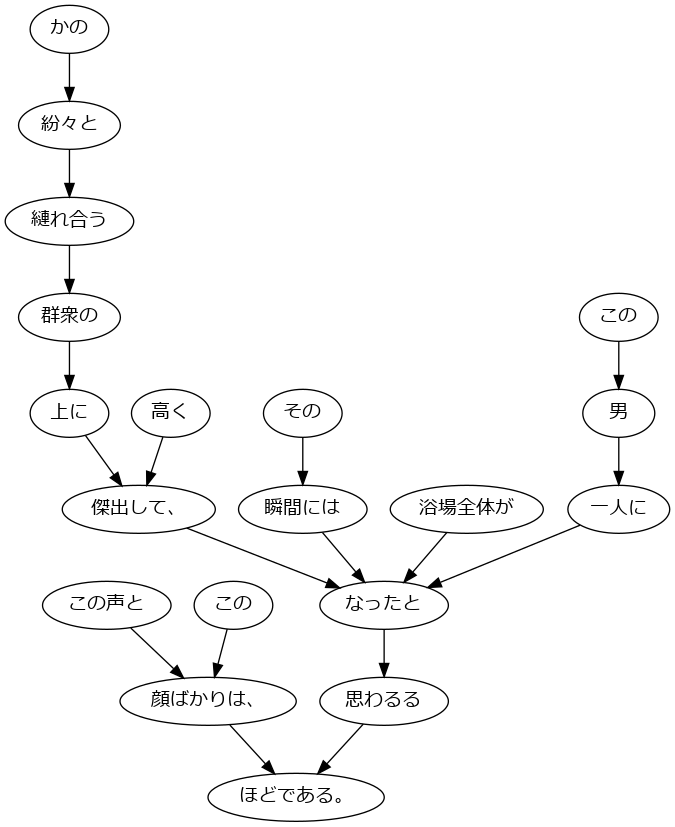 かの
紛々と
縺れ合う
群衆の
この
上に
高く
その
男
傑出して、
瞬間には
浴場全体が
一人に
この声と
この
なったと
顔ばかりは、
思わるる
ほどである。